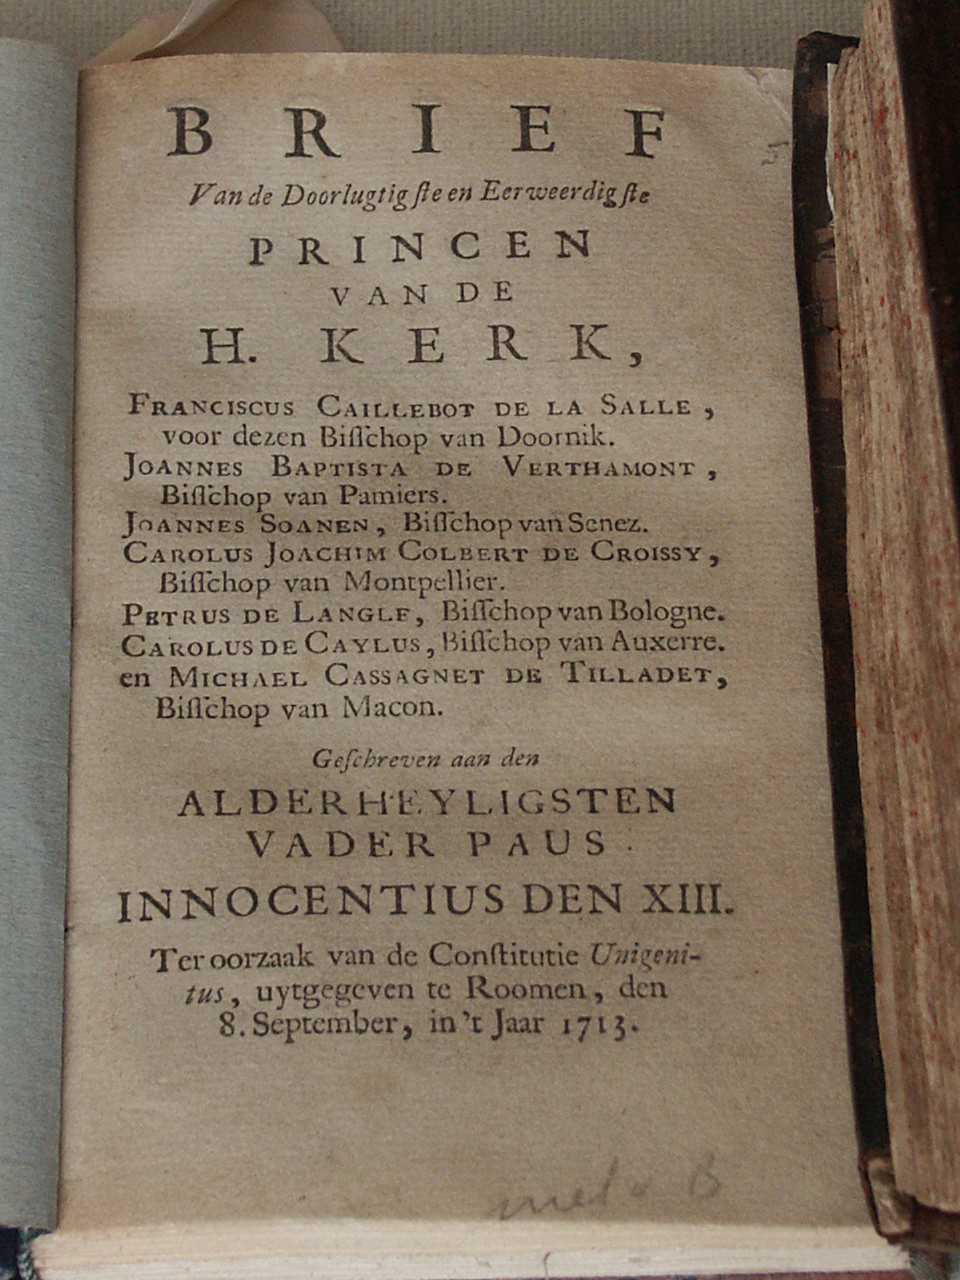 BRIEF
Van de Doorlugtigſte en Eerweerdigſte
PRINCEN
VAN DE
H. KERK,
FRANCISCUS CAILLEBOT DE LA SALLE,
voor dezen Biſſchop van Doornik.
JOANNES BAPTISTA DE VERTHAMONT,
Biſſchop van Pamiers.
JOANNES SOANEN, Biſſchop van Senez.
CAROLUS JOACHIM COLBERT DE CROISSY,
Biſſchop van Montpellier.
PETRUS DE LANGLE, Biſſchop van Bologne.
CAROLUS DE CAYLUS, Biſſchop van Auxerre.
en MICHAEL CASSAGNET DE TILLADET,
Biſſchop van Macon.
Geſchreven aan den
ALDERHEYLIGSTEN
VADER PAUS
INNOCENTIUS DEN XIII.
Ter oorzaak van de Conſtitutie Unigeni-
tus, uytgegeven te Roomen, den
8. September, in 't Jaar 1713.
B